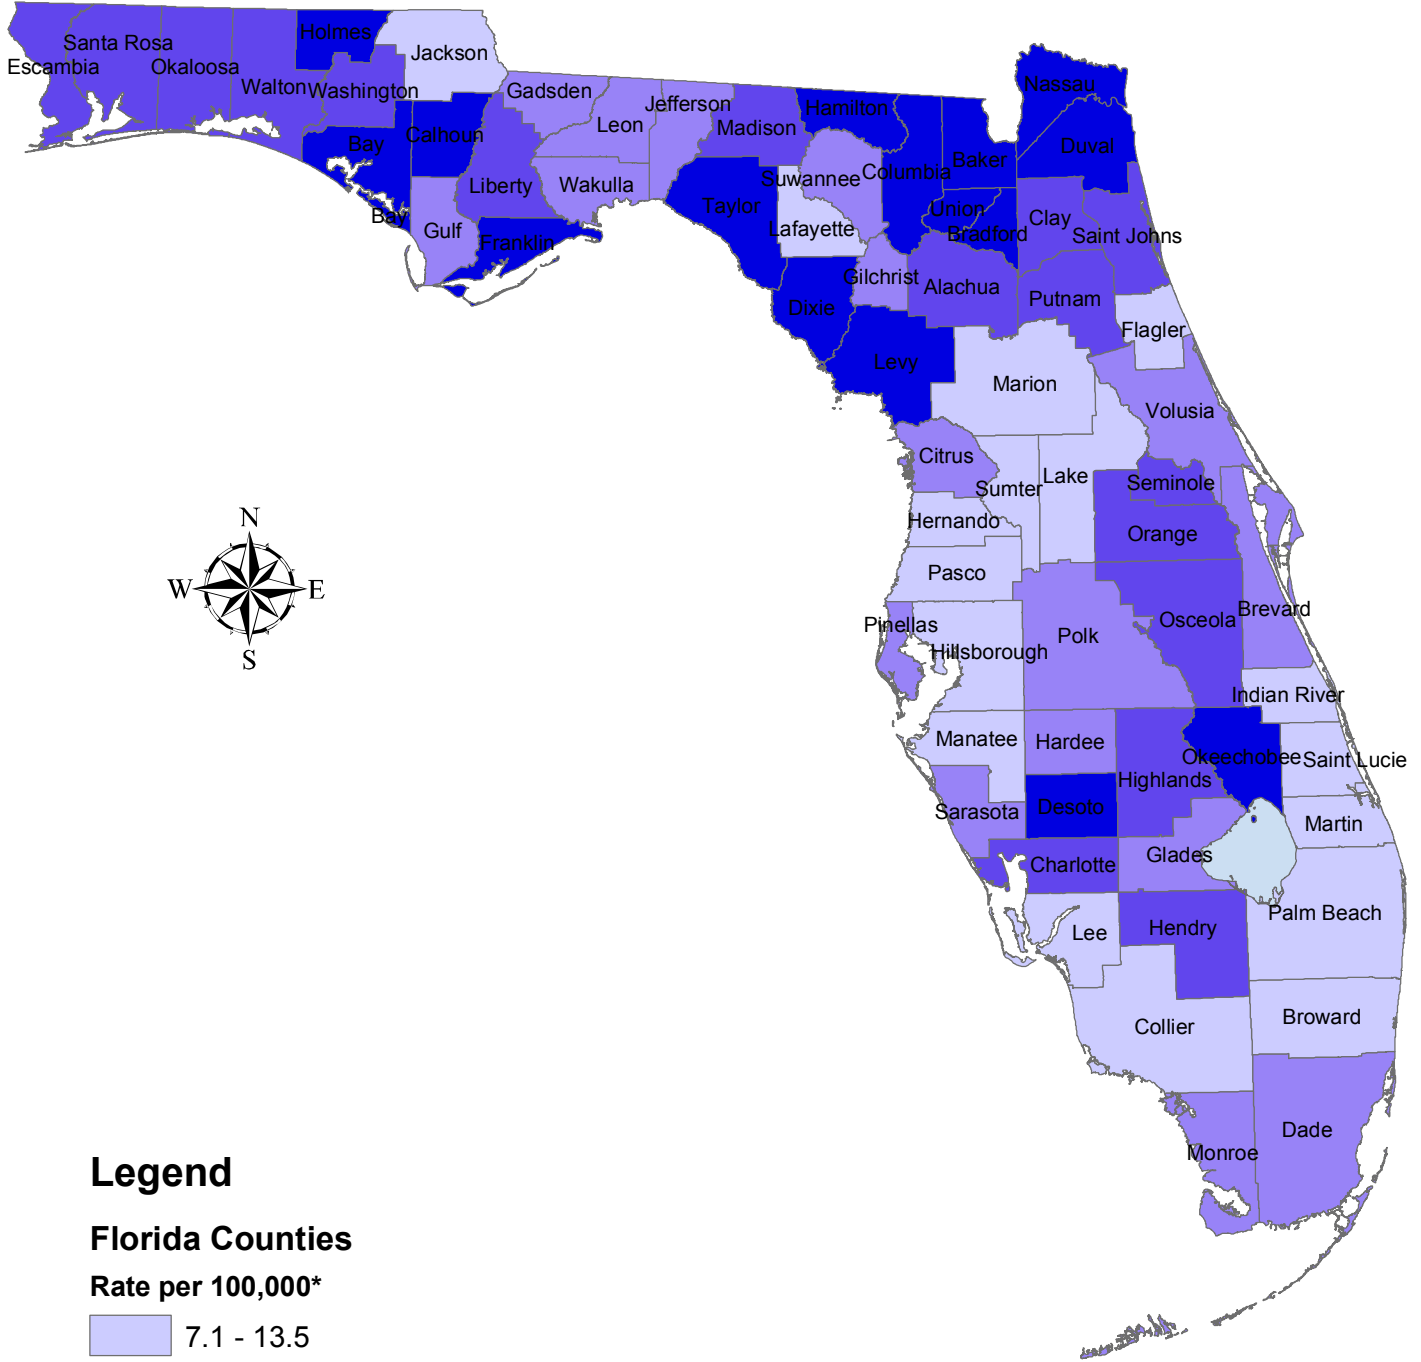 Holmes
Santa Rosa
Jackson
Escambia
Okaloosa
Walton
Washington
Gadsden
Jefferson
Nassau
Leon
Madison
Hamilton
Calhoun
Bay
Duval
Baker
Columbia
Suwannee
Liberty
Wakulla
Taylor
Union
Bay
Gulf
Franklin
Lafayette
Bradford
Clay
Saint Johns
Gilchrist
Alachua
Putnam
Dixie
Flagler
Levy
Marion
Volusia
Citrus
Lake
Sumter
Seminole
Hernando
Orange
N
W
E
S
Pasco
Brevard
Osceola
Pinellas
Polk
Hillsborough
Indian River
Manatee
Hardee
Okeechobee
Saint Lucie
Highlands
Desoto
Sarasota
Martin
Glades
Charlotte
Palm Beach
Hendry
Lee
Broward
Collier
Dade
Monroe
Legend
Florida Counties
Rate per 100,000*
7.1 - 13.5